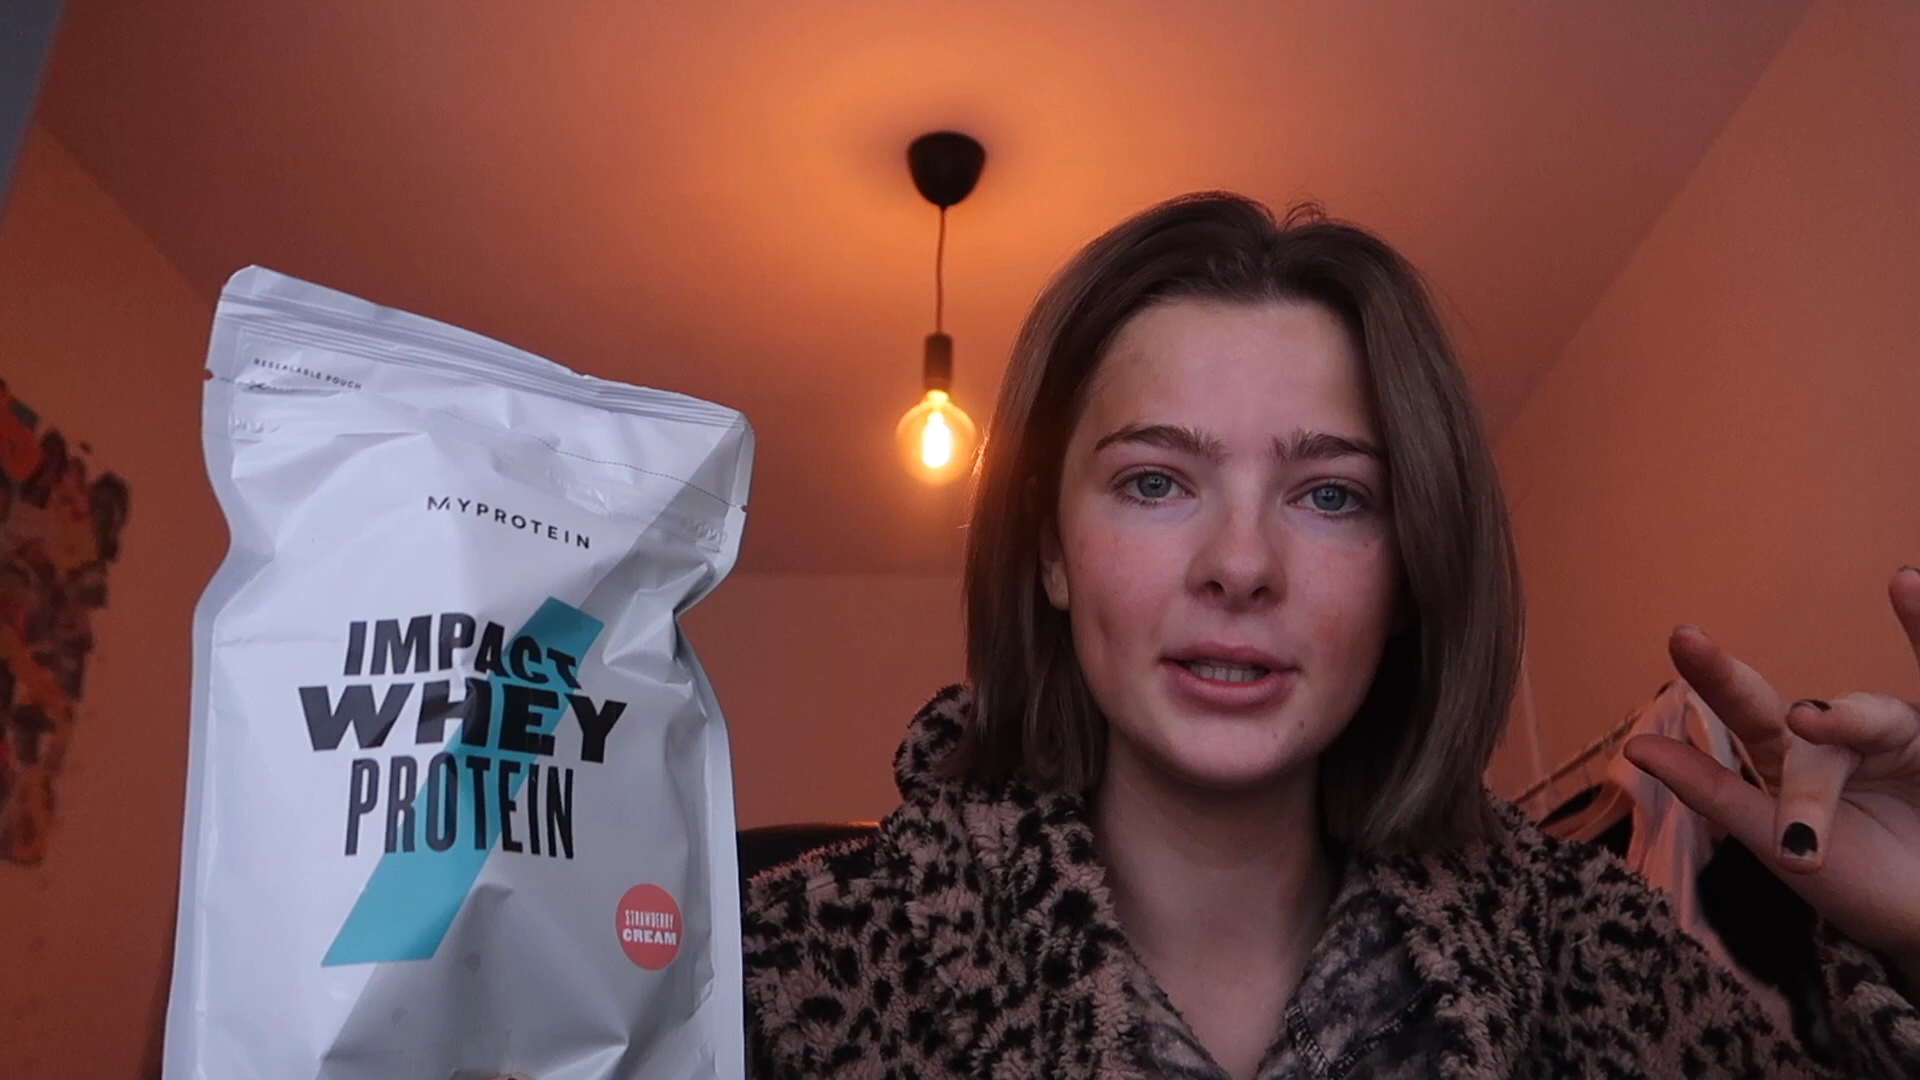 RESEALABLE POUCH
MYPROTEIN
IMPACT
WHEY
PROTEIN
STRAWBERRY
CREAM